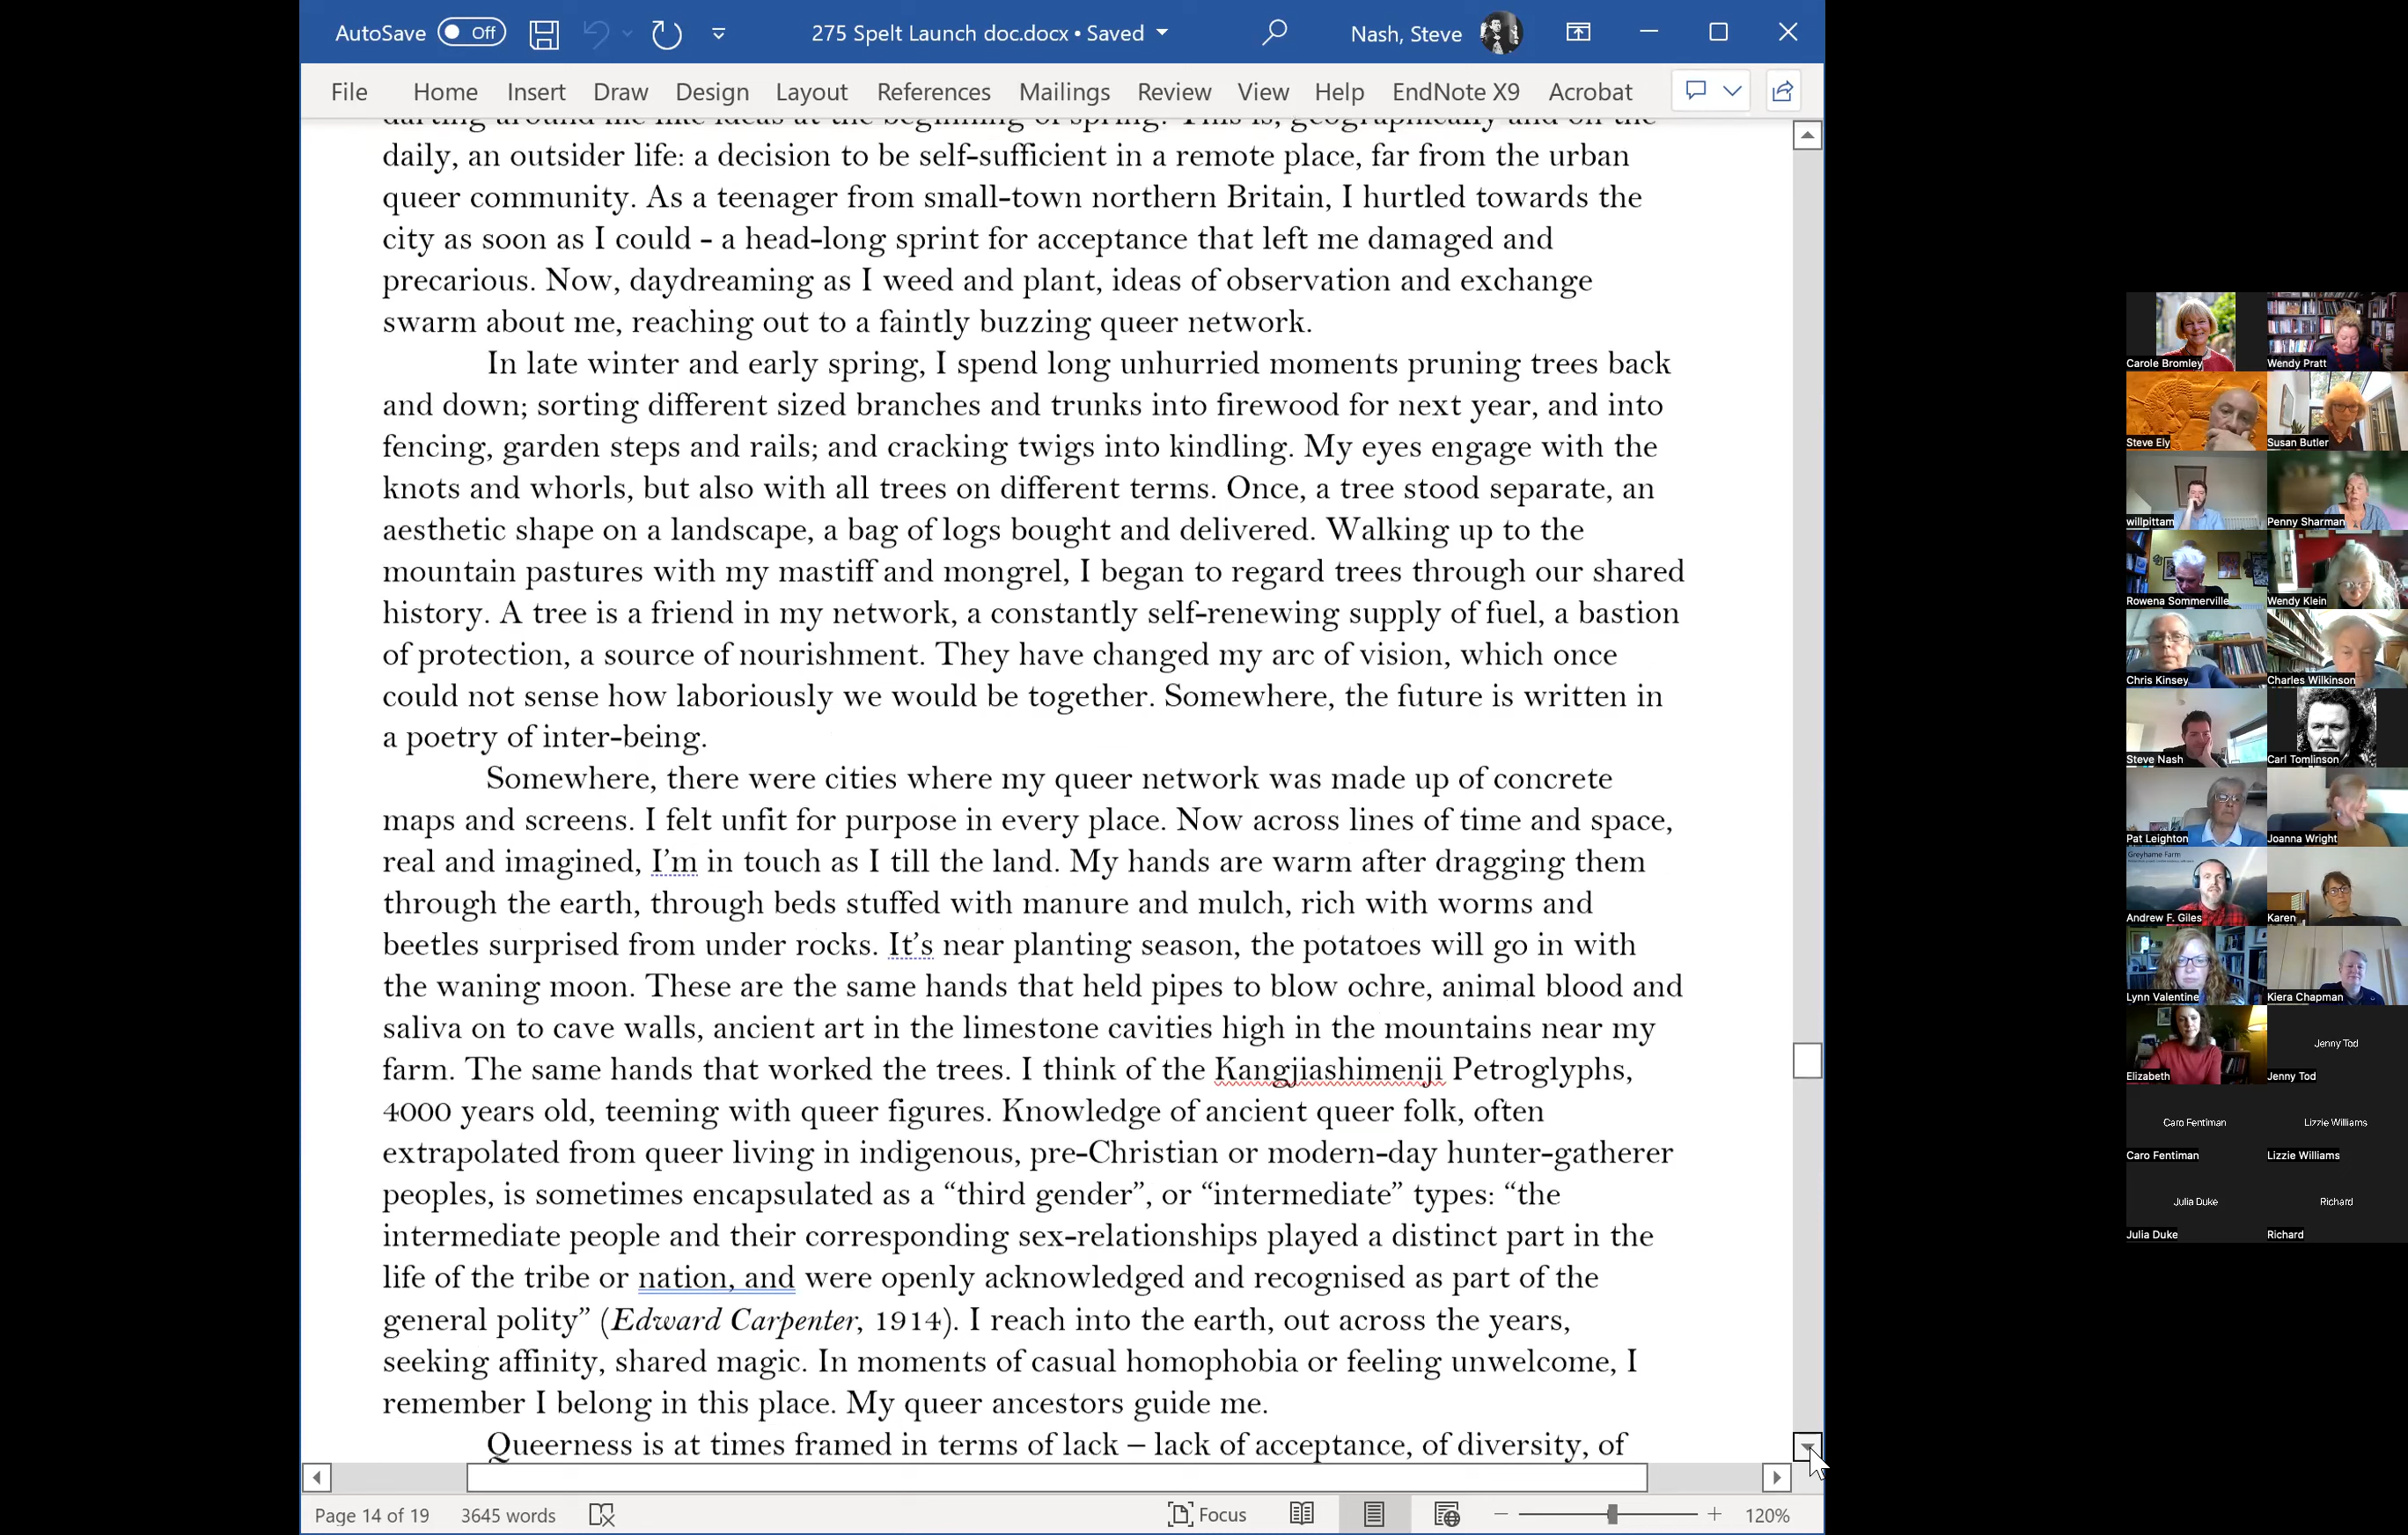 AutoSave Off 275 Spelt Launch doc.docx • Saved Nash, Steve
File Home Insert Draw Design Layout References Mailings Review View Help EndNote X9 Acrobat
darting around me like ideas at the beginning of spring. This is, geographically and on the
daily, an outsider life: a decision to be self-sufficient in a remote place, far from the urban
queer community. As a teenager from small-town northern Britain, I hurtled towards the
city as soon as I could - a head-long sprint for acceptance that left me damaged and
precarious. Now, daydreaming as I weed and plant, ideas of observation and exchange
swarm about me, reaching out to a faintly buzzing queer network.
In late winter and early spring, I spend long unhurried moments pruning trees back
and down; sorting different sized branches and trunks into firewood for next year, and into
fencing, garden steps and rails; and cracking twigs into kindling. My eyes engage with the
knots and whorls, but also with all trees on different terms. Once, a tree stood separate, an
aesthetic shape on a landscape, a bag of logs bought and delivered. Walking up to the
mountain pastures with my mastiff and mongrel, I began to regard trees through our shared
history. A tree is a friend in my network, a constantly self-renewing supply of fuel, a bastion
of protection, a source of nourishment. They have changed my arc of vision, which once
could not sense how laboriously we would be together. Somewhere, the future is written in
a poetry of inter-being.
Somewhere, there were cities where my queer network was made up of concrete
maps and screens. I felt unfit for purpose in every place. Now across lines of time and space,
real and imagined, I’m in touch as I till the land. My hands are warm after dragging them
through the earth, through beds stuffed with manure and mulch, rich with worms and
beetles surprised from under rocks. It’s near planting season, the potatoes will go in with
the waning moon. These are the same hands that held pipes to blow ochre, animal blood and
saliva on to cave walls, ancient art in the limestone cavities high in the mountains near my
farm. The same hands that worked the trees. I think of the Kangjiashimenji Petroglyphs,
4000 years old, teeming with queer figures. Knowledge of ancient queer folk, often
extrapolated from queer living in indigenous, pre-Christian or modern-day hunter-gatherer
peoples, is sometimes encapsulated as a “third gender”, or “intermediate” types: “the
intermediate people and their corresponding sex-relationships played a distinct part in the
life of the tribe or nation, and were openly acknowledged and recognised as part of the
general polity” (Edward Carpenter, 1914). I reach into the earth, out across the years,
seeking affinity, shared magic. In moments of casual homophobia or feeling unwelcome, I
remember I belong in this place. My queer ancestors guide me.
Queerness is at times framed in terms of lack – lack of acceptance, of diversity, of
Page 14 of 19 3645 words Focus 120%
Carole Bromley Wendy Pratt
Steve Ely Susan Butler
willpittam Penny Sharman
Rowena Sommerville Wendy Klein
Chris Kinsey Charles Wilkinson
Steve Nash Carl Tomlinson
Pat Leighton Joanna Wright
Greyhame Farm
Andrew F. Giles Karen
Lynn Valentine Kiera Chapman
Jenny Tod
Elizabeth Jenny Tod
Caro Fentiman Lizzie Williams
Caro Fentiman Lizzie Williams
Julia Duke Richard
Julia Duke Richard